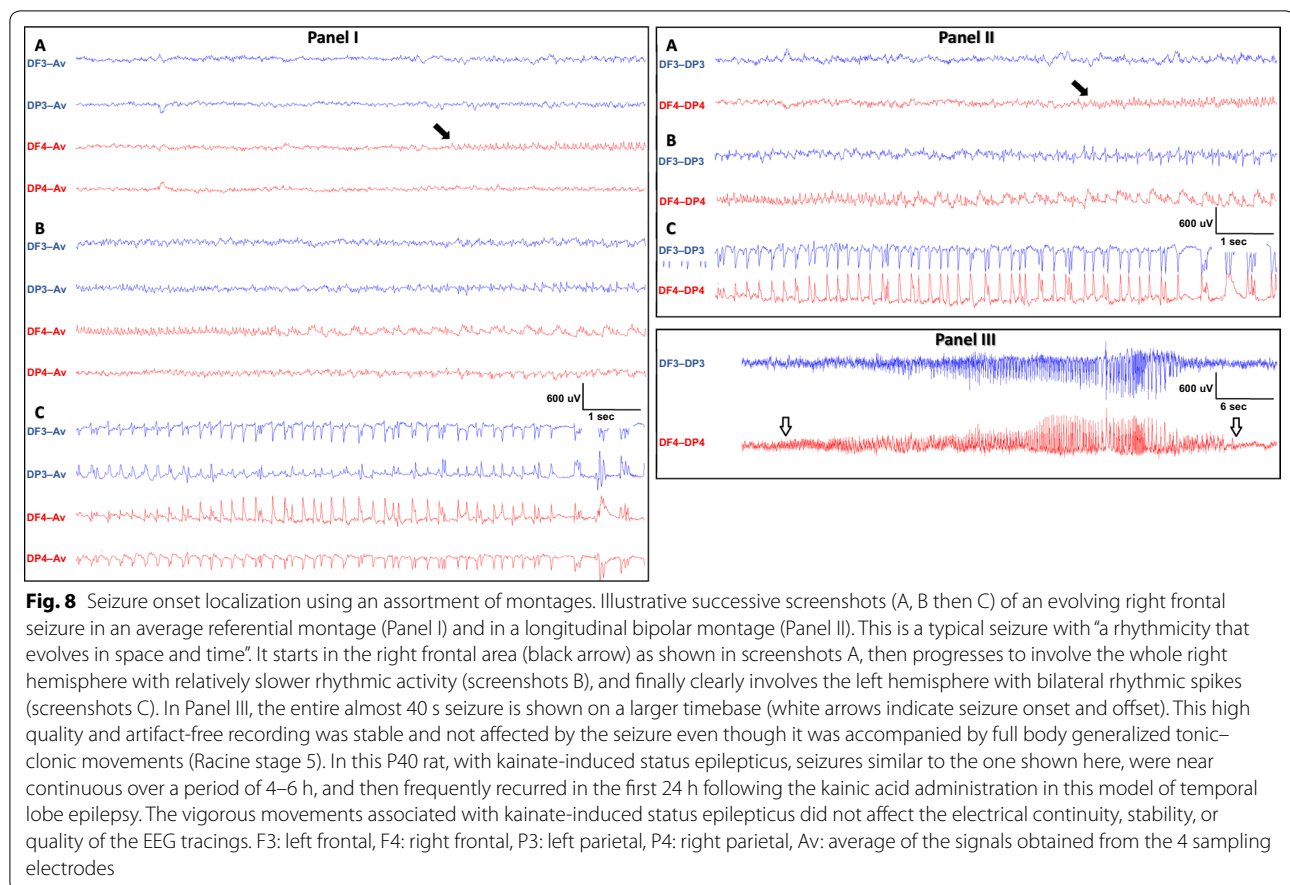 Panel I
A
DF3–Av
DP3–Av
DF4–Av
DP4–Av
B
DF3–Av
DP3–Av
DF4–Av
DP4–Av
600 uV
1 sec
C
DF3–Av
DP3–Av
DF4–Av
DP4–Av
Panel II
A
DF3–DP3
DF4–DP4
B
DF3–DP3
DF4–DP4
600 uV
1 sec
C
DF3–DP3
DF4–DP4
Panel III
DF3–DP3
600 uV
6 sec
DF4–DP4
Fig. 8 Seizure onset localization using an assortment of montages. Illustrative successive screenshots (A, B then C) of an evolving right frontal
seizure in an average referential montage (Panel I) and in a longitudinal bipolar montage (Panel II). This is a typical seizure with “a rhythmicity that
evolves in space and time”. It starts in the right frontal area (black arrow) as shown in screenshots A, then progresses to involve the whole right
hemisphere with relatively slower rhythmic activity (screenshots B), and finally clearly involves the left hemisphere with bilateral rhythmic spikes
(screenshots C). In Panel III, the entire almost 40 s seizure is shown on a larger timebase (white arrows indicate seizure onset and offset). This high
quality and artifact-free recording was stable and not affected by the seizure even though it was accompanied by full body generalized tonic–
clonic movements (Racine stage 5). In this P40 rat, with kainate-induced status epilepticus, seizures similar to the one shown here, were near
continuous over a period of 4–6 h, and then frequently recurred in the first 24 h following the kainic acid administration in this model of temporal
lobe epilepsy. The vigorous movements associated with kainate-induced status epilepticus did not affect the electrical continuity, stability, or
quality of the EEG tracings. F3: left frontal, F4: right frontal, P3: left parietal, P4: right parietal, Av: average of the signals obtained from the 4 sampling
electrodes